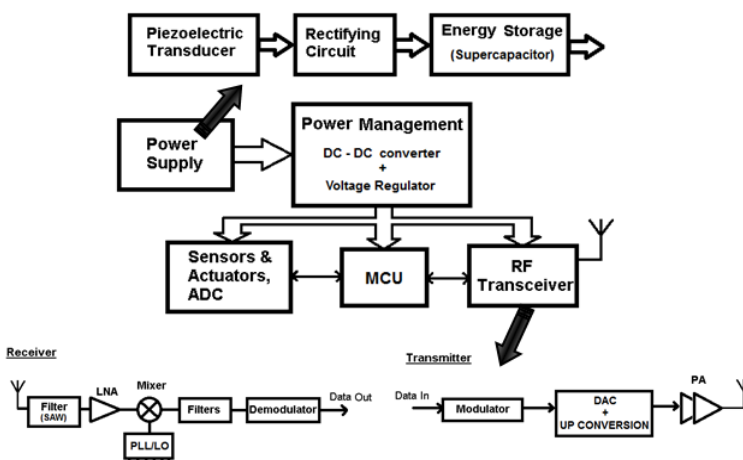 Piezoelectric
Transducer
Rectifying
Circuit
Energy Storage
(Supercapacitor)
Power
Supply
Power Management
DC - DC converter
+
Voltage Regulator
Sensors &
Actuators,
ADC
MCU
RF
Transceiver
Receiver
LNA
Mixer
Filter
(SAW)
Filters
Demodulator
Data Out
PLL/LO
Transmitter
Data In
Modulator
DAC
+
UP CONVERSION
PA